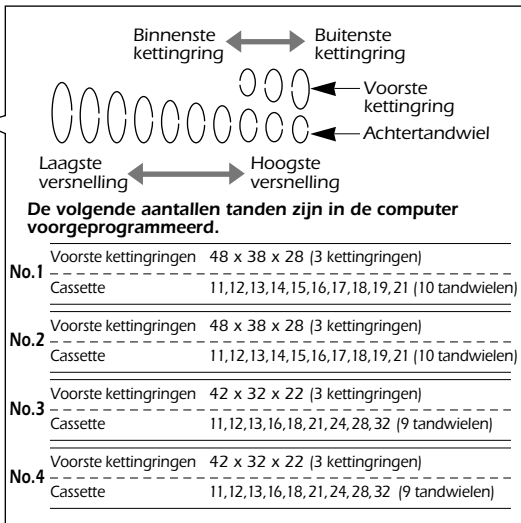 Binnenste kettingring
Buitenste kettingring
Voorste kettingring
Achtertandwiel
Laagste versnelling
Hoogste versnelling
De volgende aantallen tanden zijn in de computer
voorgeprogrammeerd.
No.1 Voorste kettingringen 48 x 38 x 28 (3 kettingringen)
Cassette 11,12,13,14,15,16,17,18,19,21 (10 tandwielen)
No.2 Voorste kettingringen 48 x 38 x 28 (3 kettingringen)
Cassette 11,12,13,14,15,16,17,18,19,21 (10 tandwielen)
No.3 Voorste kettingringen 42 x 32 x 22 (3 kettingringen)
Cassette 11,12,13,16,18,21,24,28,32 (9 tandwielen)
No.4 Voorste kettingringen 42 x 32 x 22 (3 kettingringen)
Cassette 11,12,13,16,18,21,24,28,32 (9 tandwielen)